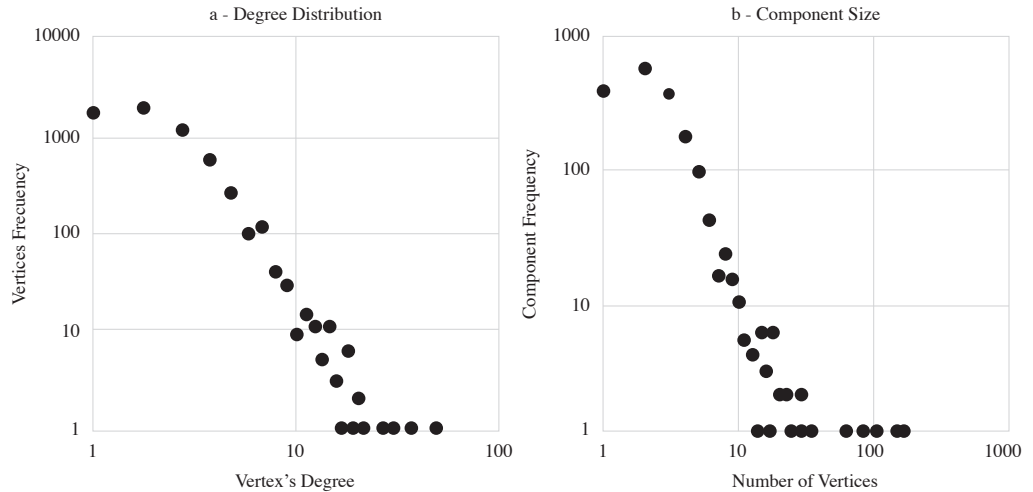 a - Degree Distribution
10000
1000
100
10
1
1
10
100
Vertices Frecuency
Vertex's Degree
b - Component Size
1000
100
10
1
1
10
100
1000
Component Frequency
Number of Vertices